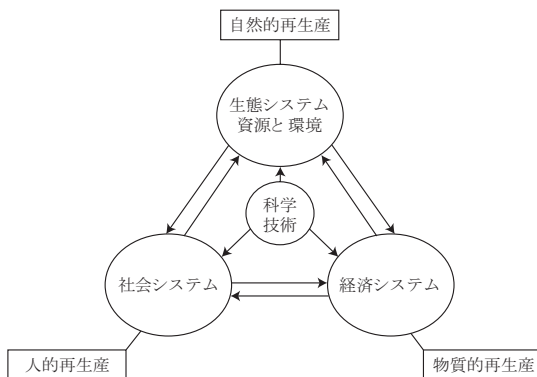 自然的再生産
生態システム
資源と環境
科学
技術
社会システム
経済システム
人的再生産
物質的再生産